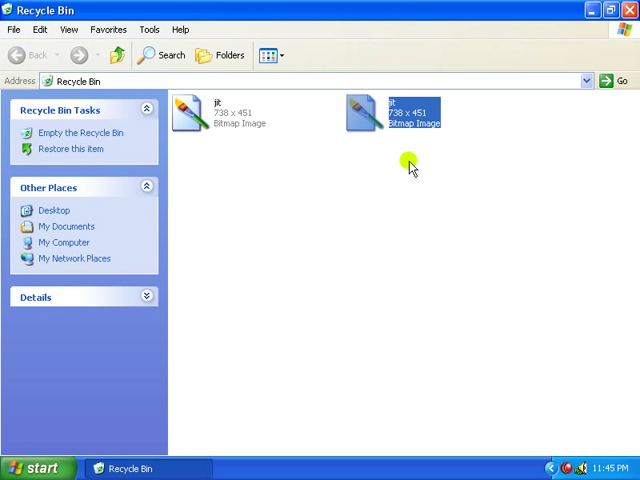 Recycle Bin
File Edit View Favorites Tools Help
Back Search Folders
Address Recycle Bin Go
Recycle Bin Tasks
Empty the Recycle Bin
Restore this item
Other Places
Desktop
My Documents
My Computer
My Network Places
Details
jit
738 x 451
Bitmap Image
jit
738 x 451
Bitmap Image
start Recycle Bin 11:45 PM